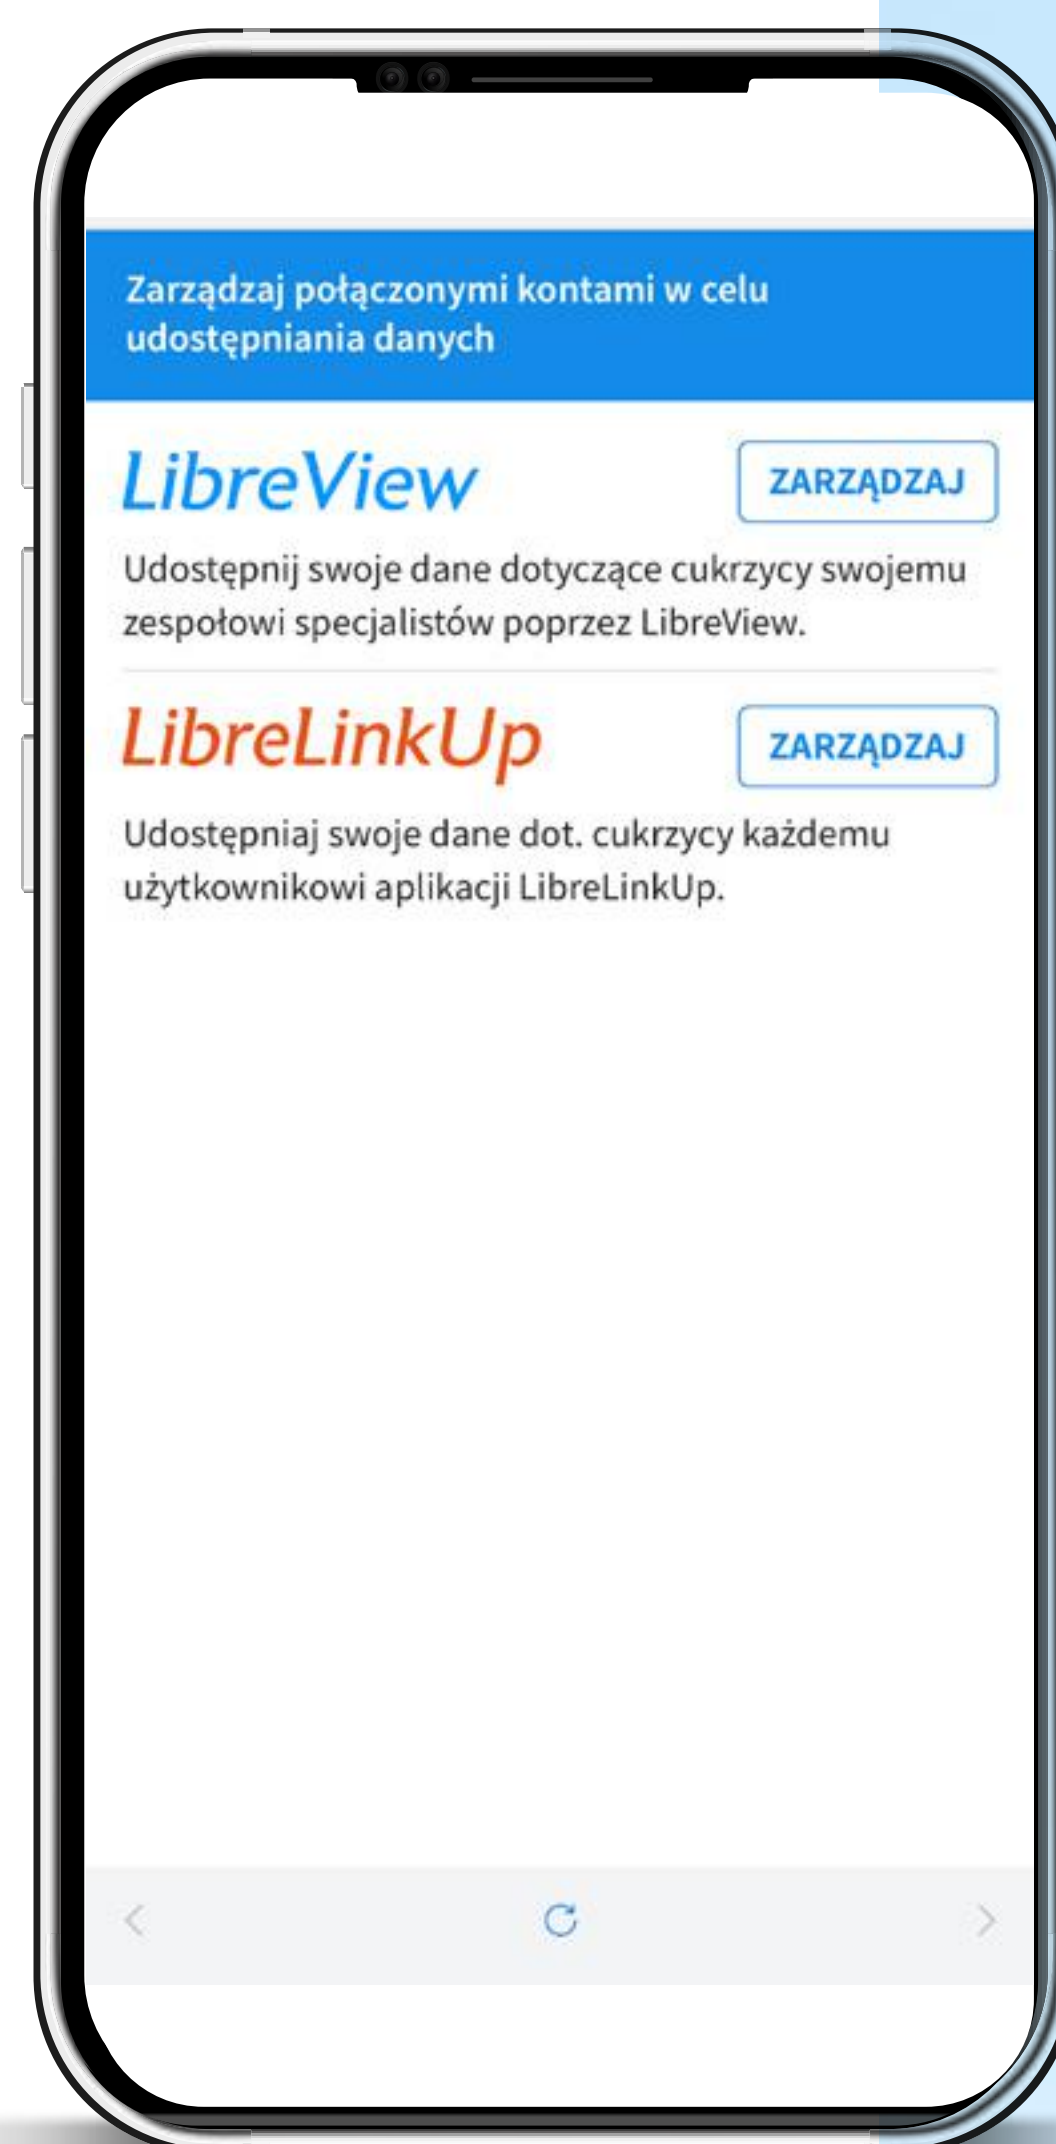 Zarządzaj połączonymi kontami w celu
udostępniania danych
LibreView
ZARZĄDZAJ
Udostępnij swoje dane dotyczące cukrzycy swojemu
zespołowi specjalistów poprzez LibreView.
LibreLinkUp
ZARZĄDZAJ
Udostępniaj swoje dane dot. cukrzycy każdemu
użytkownikowi aplikacji LibreLinkUp.